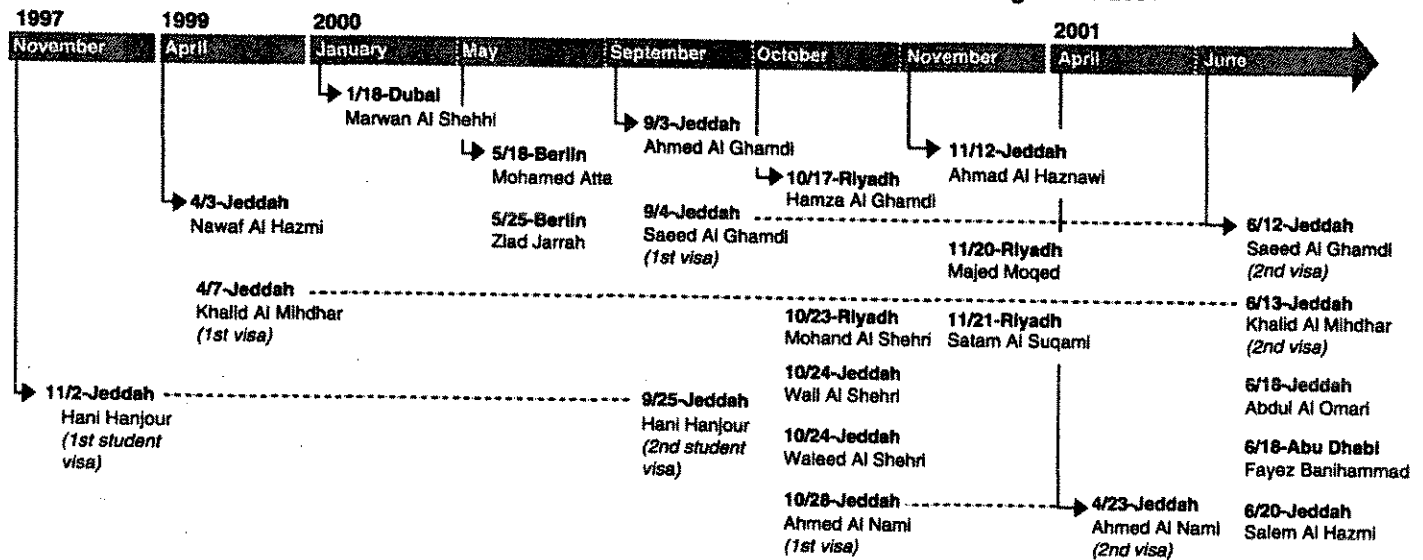 1997
1999
2000
2001
November
April
January
May
September
October
November
April
June
1/18-Dubai
Marwan Al Shehhi
9/3-Jeddah
Ahmed Al Ghamdi
5/18-Berlin
Mohamed Atta
11/12-Jeddah
Ahmad Al Haznawi
10/17-Riyadh
Hamza Al Ghamdi
4/3-Jeddah
Nawaf Al Hazmi
5/25-Berlin
Ziad Jarrah
9/4-Jeddah
Saeed Al Ghamdi
(1st visa)
6/12-Jeddah
Saeed Al Ghamdi
(2nd visa)
11/20-Riyadh
Majed Moqed
4/7-Jeddah
Khalid Al Mihdhar
(1st visa)
6/13-Jeddah
Khalid Al Mihdhar
(2nd visa)
10/23-Riyadh
Mohand Al Shehri
11/21-Riyadh
Satam Al Suqami
10/24-Jeddah
Wail Al Shehri
6/18-Jeddah
Abdul Al Omari
11/2-Jeddah
Hani Hanjour
(1st student
visa)
9/25-Jeddah
Hani Hanjour
(2nd student
visa)
10/24-Jeddah
Waleed Al Shehri
6/18-Abu Dhabi
Fayez Banihammad
10/28-Jeddah
Ahmed Al Nami
(1st visa)
4/23-Jeddah
Ahmed Al Nami
(2nd visa)
6/20-Jeddah
Salem Al Hazmi